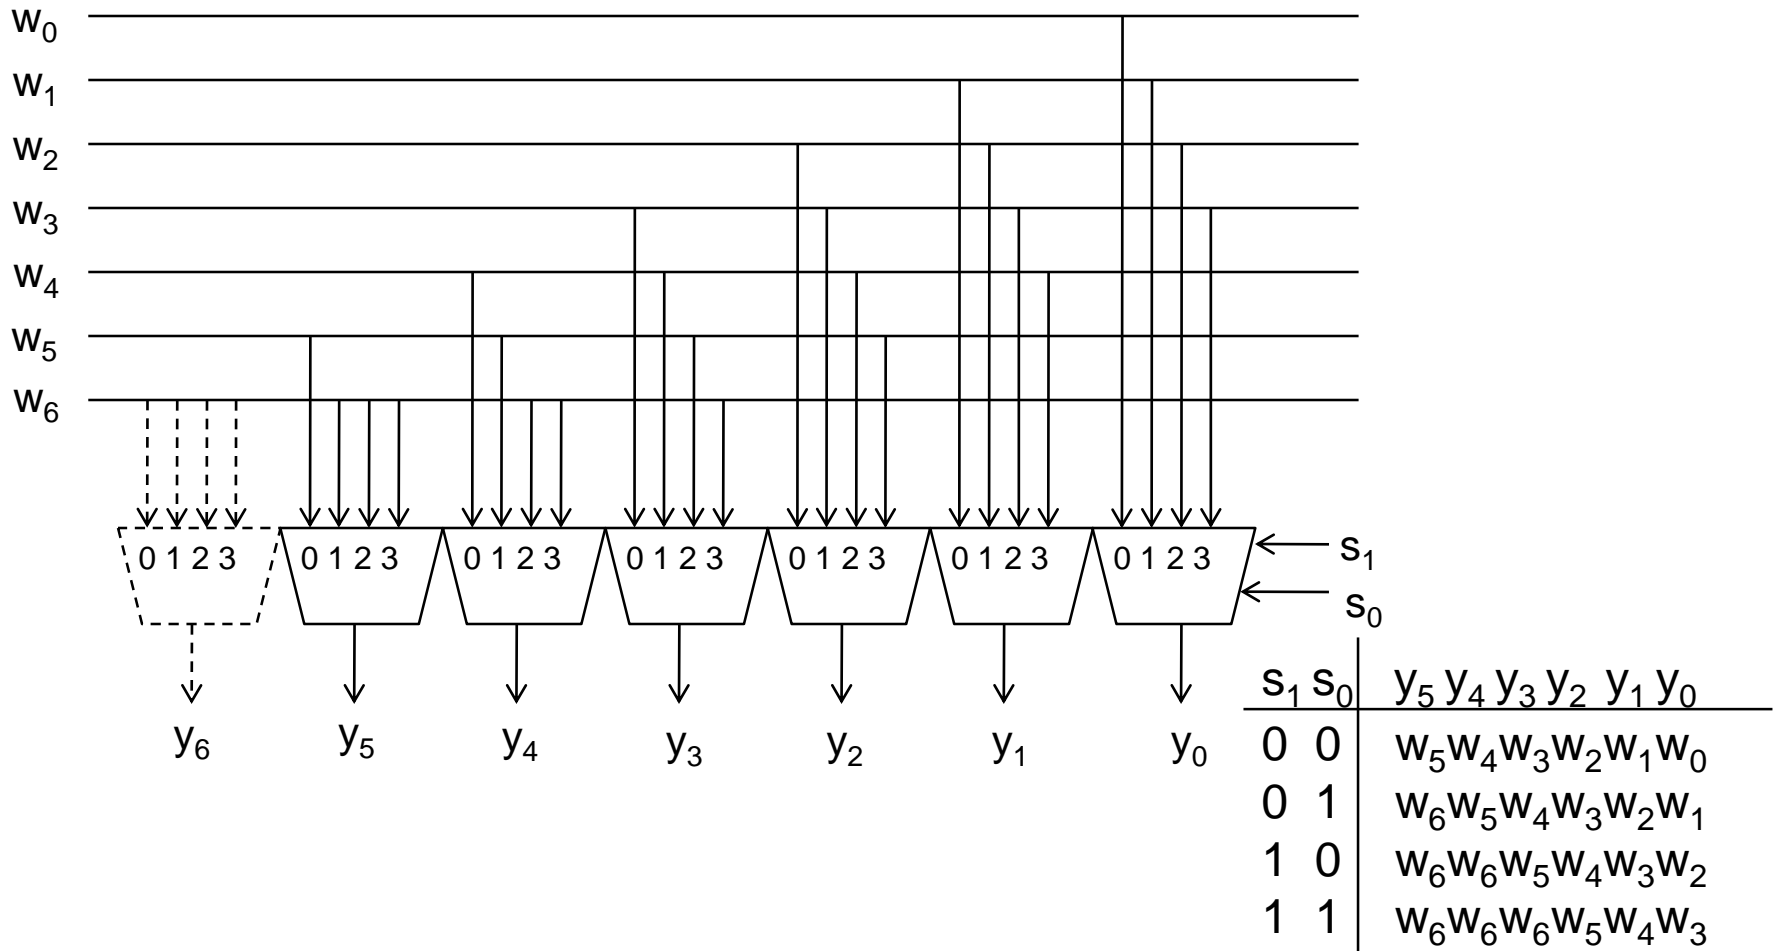 w₀
w₁
w₂
w₃
w₄
w₅
w₆
0 1 2 3 0 1 2 3 0 1 2 3 0 1 2 3 0 1 2 3 0 1 2 3 0 1 2 3
s₁
s₀
y₆ y₅ y₄ y₃ y₂ y₁ y₀
s₁ s₀ y₅ y₄ y₃ y₂ y₁ y₀
0 0 w₅w₄w₃w₂w₁w₀
0 1 w₆w₅w₄w₃w₂w₁
1 0 w₆w₆w₅w₄w₃w₂
1 1 w₆w₆w₆w₅w₄w₃